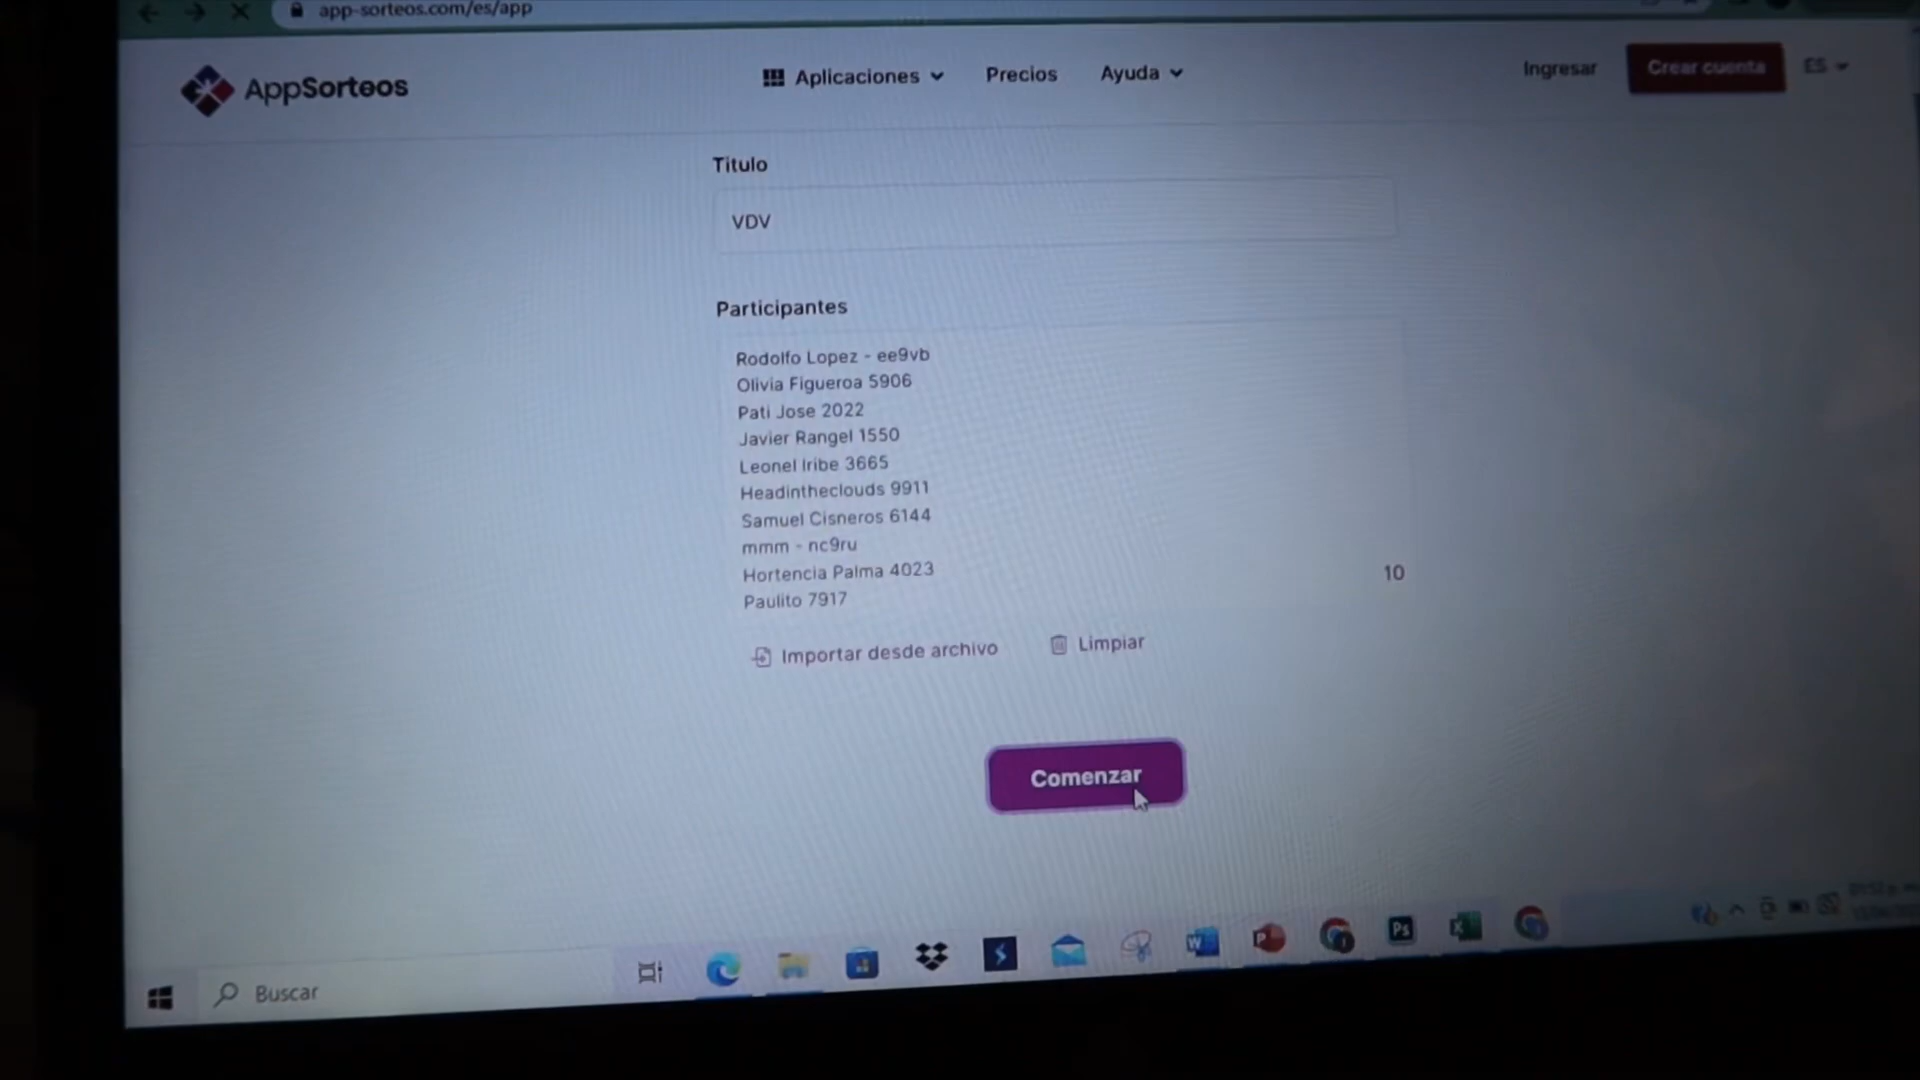 app-sorteos.com/es/app
AppSorteos
Aplicaciones
Precios
Ayuda
Ingresar
Crear cuenta
ES
Titulo
VDV
Participantes
Rodolfo Lopez - ee9vb
Olivia Figueroa 5906
Pati Jose 2022
Javier Rangel 1550
Leonel Iribe 3665
Headintheclouds 9911
Samuel Cisneros 6144
mmm - nc9ru
Hortencia Palma 4023
Paulito 7917
10
Importar desde archivo
Limpiar
Comenzar
Buscar
Ps